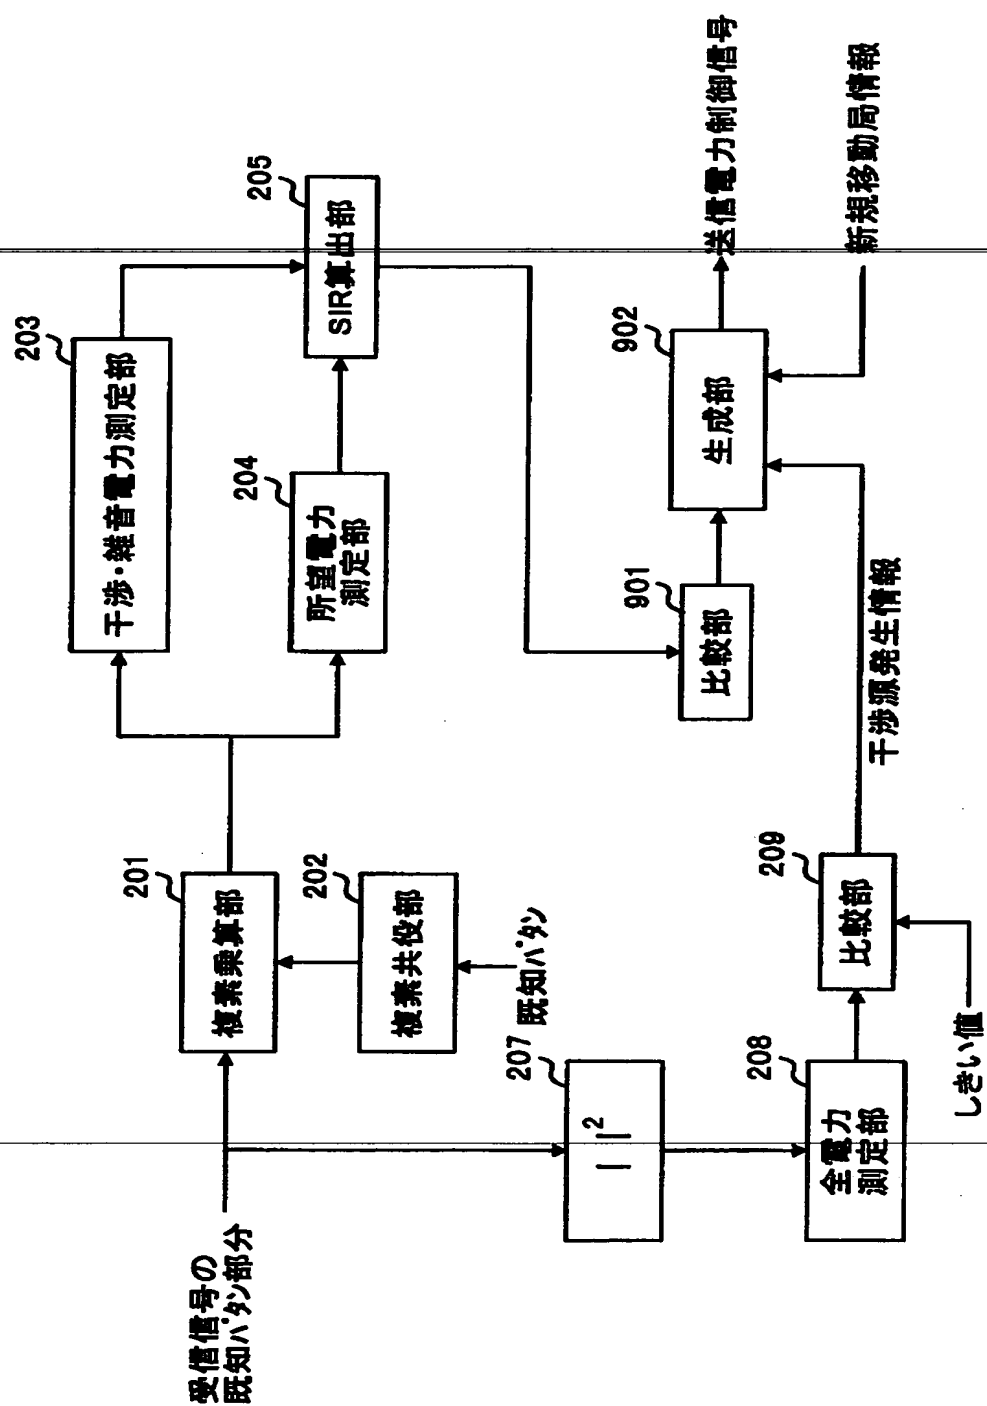 受信信号の
既知パタン部分
201
複素乗算部
202
複素共役部
既知パタン
203
干渉・雑音電力測定部
204
所望電力
測定部
205
SIR算出部
207
| |²
208
全電力
測定部
しきい値
209
比較部
干渉源発生情報
901
比較部
902
生成部
送信電力制御信号
新規移動局情報